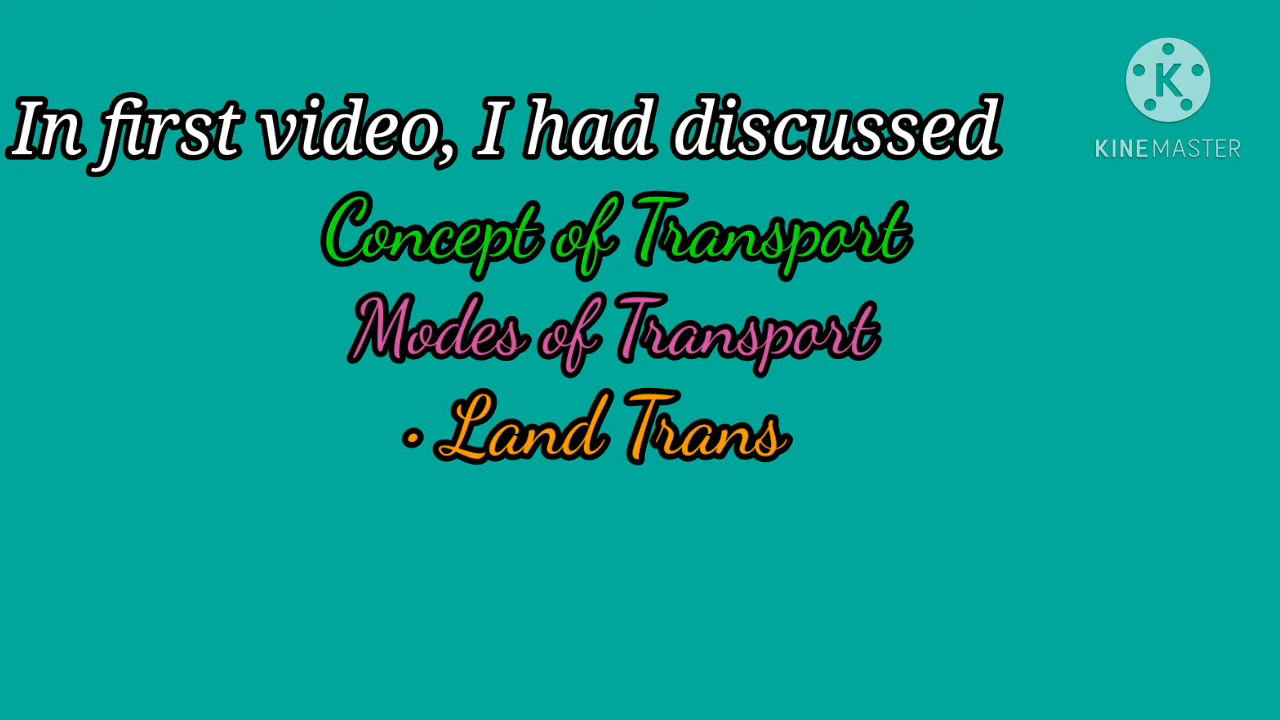 In first video, I had discussed
Concept of Transport
Modes of Transport
• Land Trans
K
KINEMASTER